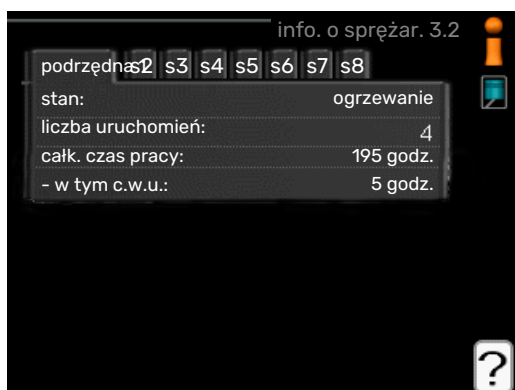 info. o sprężar. 3.2
podrzędna1 s2 s3 s4 s5 s6 s7 s8
stan: ogrzewanie
liczba uruchomień: 4
całk. czas pracy: 195 godz.
- w tym c.w.u.: 5 godz.
?